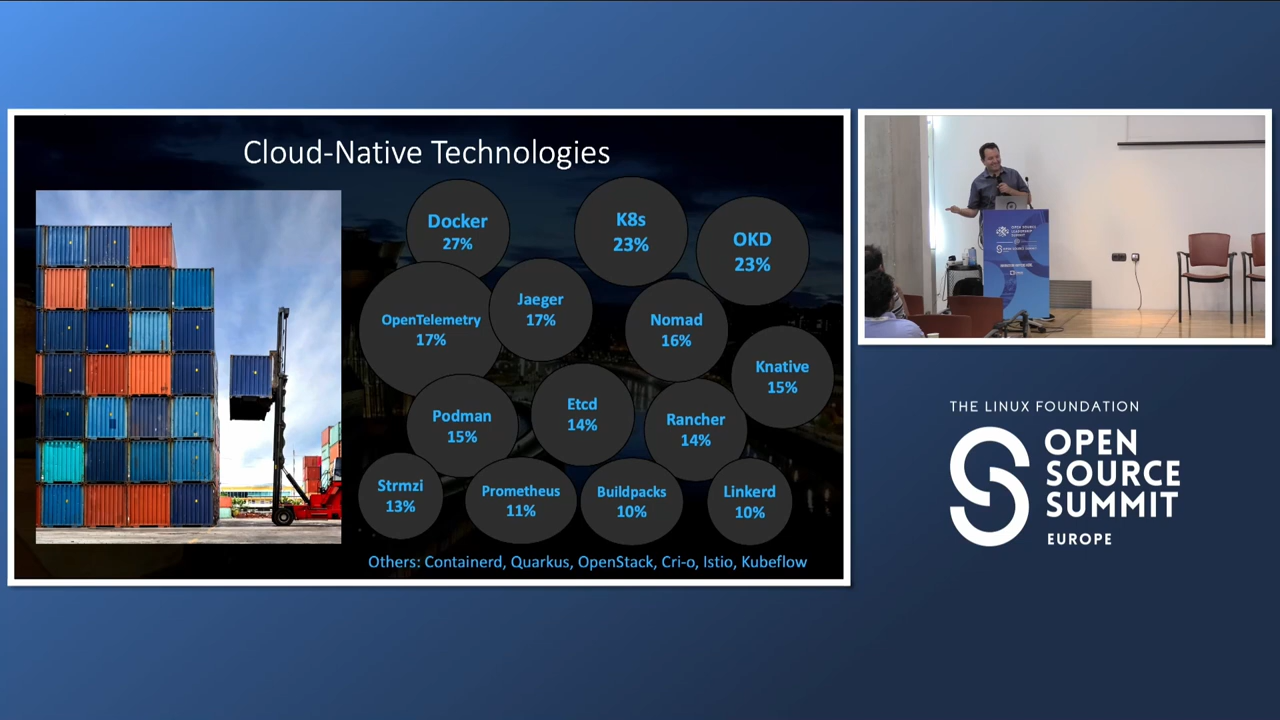 Cloud-Native Technologies
Docker
27%
K8s
23%
OKD
23%
OpenTelemetry
17%
Jaeger
17%
Nomad
16%
Knative
15%
Podman
15%
Etcd
14%
Rancher
14%
Strmzi
13%
Prometheus
11%
Buildpacks
10%
Linkerd
10%
Others: Containerd, Quarkus, OpenStack, Cri-o, Istio, Kubeflow
THE LINUX FOUNDATION
OPEN
SOURCE
SUMMIT
EUROPE